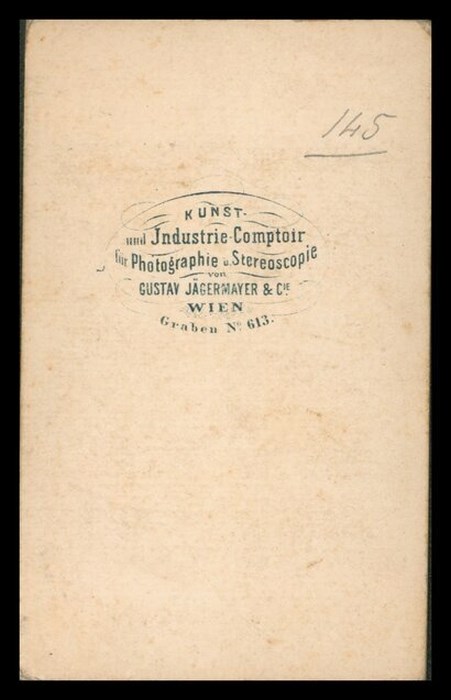 145
KUNST-
und Jndustrie-Comptoir
für Photographie u. Stereoscopie
von
GUSTAV JÄGERMAYER & CIE.
WIEN
Graben No. 613.